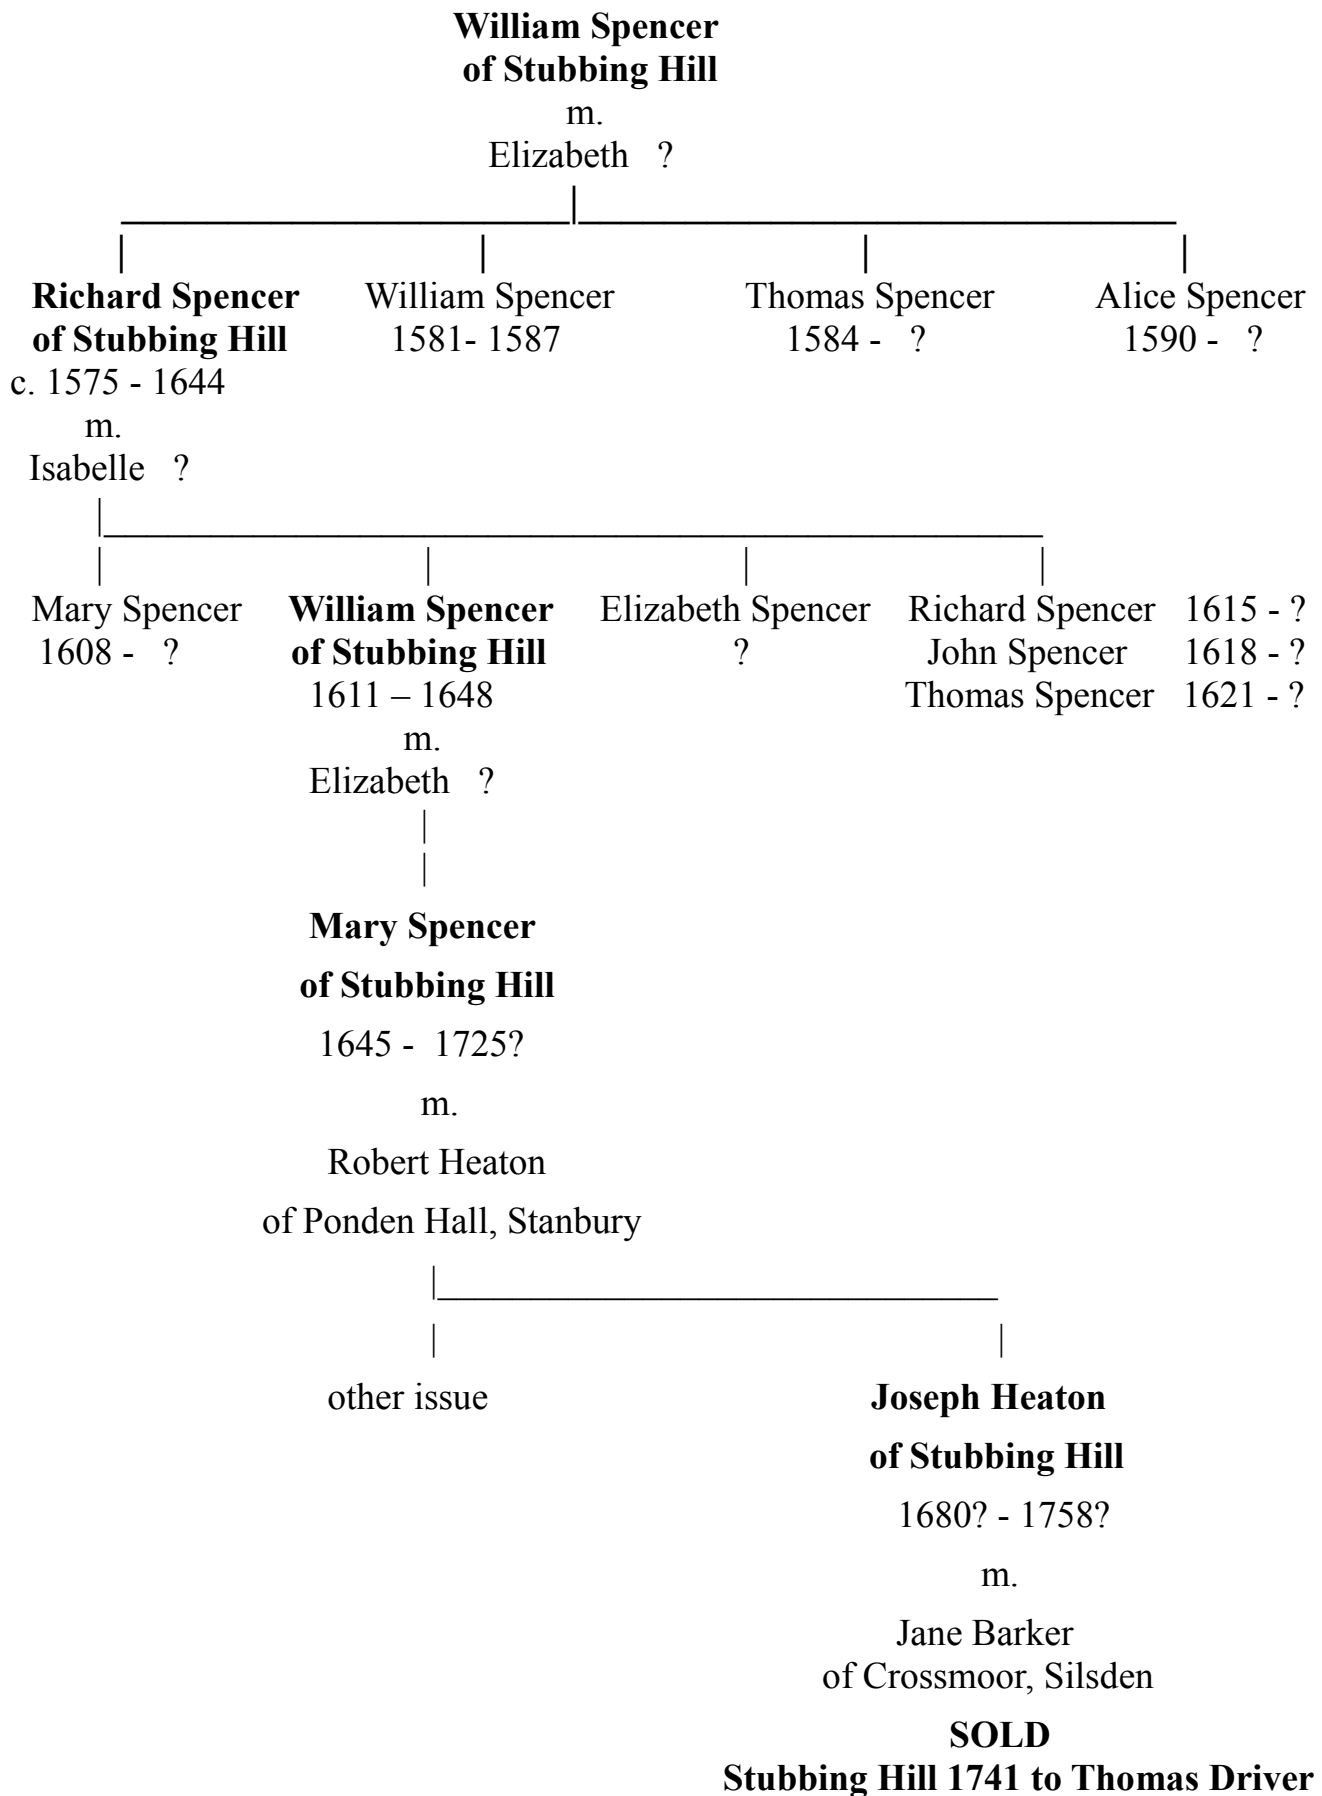 William Spencer
of Stubbing Hill
m.
Elizabeth ?
Richard Spencer William Spencer Thomas Spencer Alice Spencer
of Stubbing Hill 1581- 1587 1584 - ? 1590 - ?
c. 1575 - 1644
m.
Isabelle ?
Mary Spencer William Spencer Elizabeth Spencer Richard Spencer 1615 - ?
1608 - ? of Stubbing Hill ? John Spencer 1618 - ?
1611 – 1648 Thomas Spencer 1621 - ?
m.
Elizabeth ?
Mary Spencer
of Stubbing Hill
1645 - 1725?
m.
Robert Heaton
of Ponden Hall, Stanbury
other issue Joseph Heaton
of Stubbing Hill
1680? - 1758?
m.
Jane Barker
of Crossmoor, Silsden
SOLD
Stubbing Hill 1741 to Thomas Driver